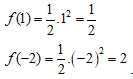 f(1) = 1/2 . 1² = 1/2
f(-2) = 1/2 . (-2)² = 2